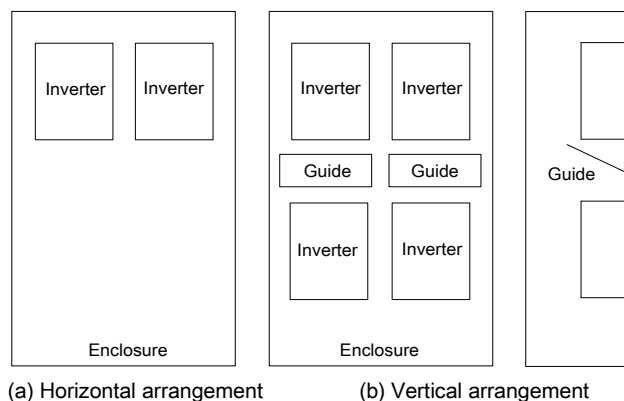 Inverter Inverter
Enclosure
Inverter Inverter
Guide Guide
Inverter Inverter
Enclosure
Guide
(a) Horizontal arrangement
(b) Vertical arrangement